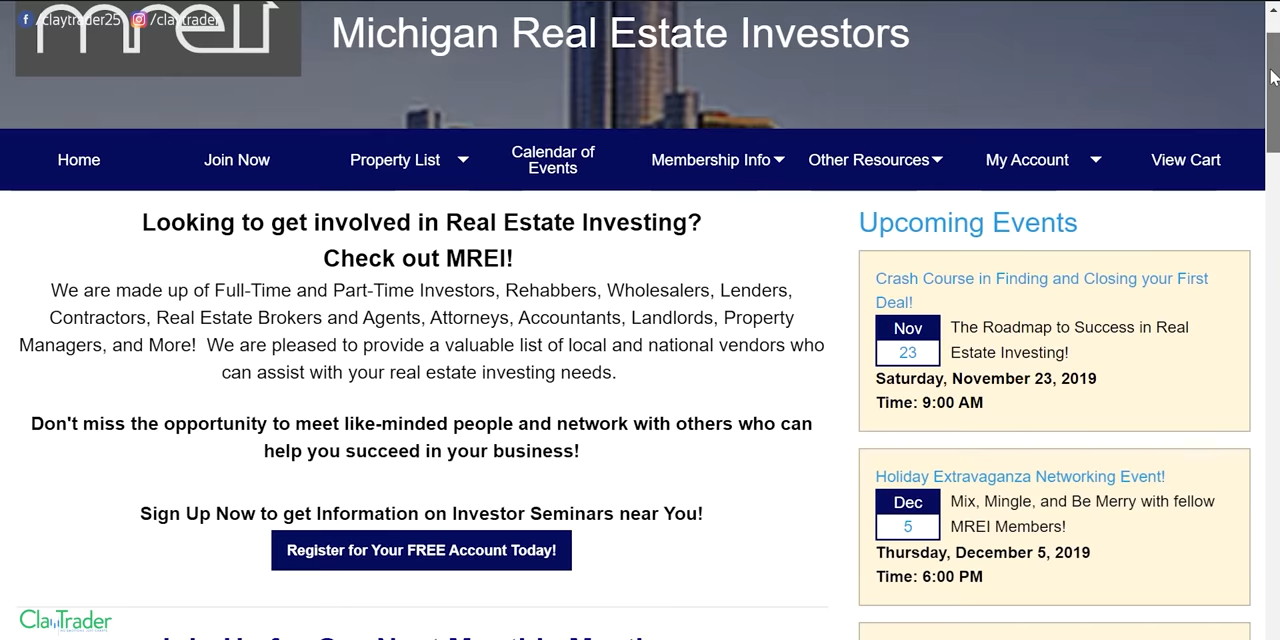 /claytrader25 /claytrader
mrei
Michigan Real Estate Investors
Home Join Now Property List Calendar of Events Membership Info Other Resources My Account View Cart
Looking to get involved in Real Estate Investing?
Check out MREI!
We are made up of Full-Time and Part-Time Investors, Rehabbers, Wholesalers, Lenders,
Contractors, Real Estate Brokers and Agents, Attorneys, Accountants, Landlords, Property
Managers, and More! We are pleased to provide a valuable list of local and national vendors who
can assist with your real estate investing needs.
Don't miss the opportunity to meet like-minded people and network with others who can
help you succeed in your business!
Sign Up Now to get Information on Investor Seminars near You!
Register for Your FREE Account Today!
Upcoming Events
Crash Course in Finding and Closing your First
Deal!
Nov
23
The Roadmap to Success in Real
Estate Investing!
Saturday, November 23, 2019
Time: 9:00 AM
Holiday Extravaganza Networking Event!
Dec
5
Mix, Mingle, and Be Merry with fellow
MREI Members!
Thursday, December 5, 2019
Time: 6:00 PM
ClayTrader